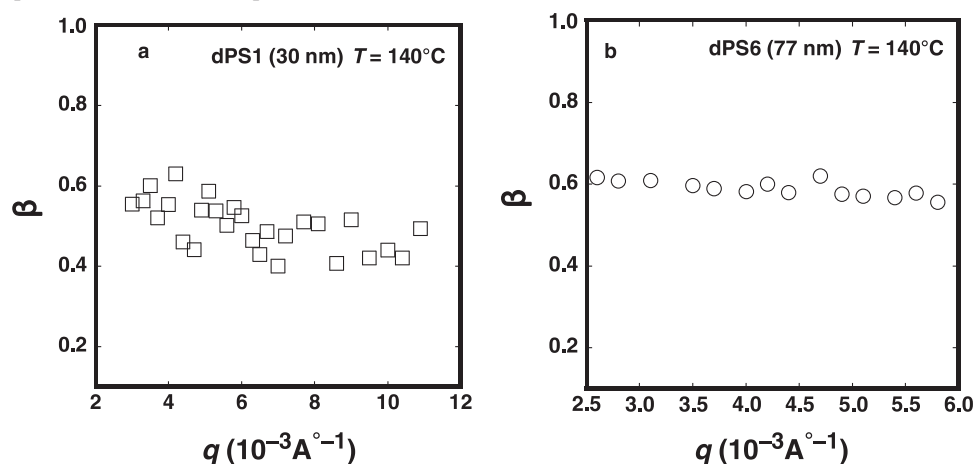 a
dPS1 (30 nm) T = 140°C
β
1.0
0.8
0.6
0.4
0.2
2 4 6 8 10 12
q (10⁻³A°⁻¹)
b
dPS6 (77 nm) T = 140°C
β
1.0
0.8
0.6
0.4
0.2
2.5 3.0 3.5 4.0 4.5 5.0 5.5 6.0
q (10⁻³A°⁻¹)